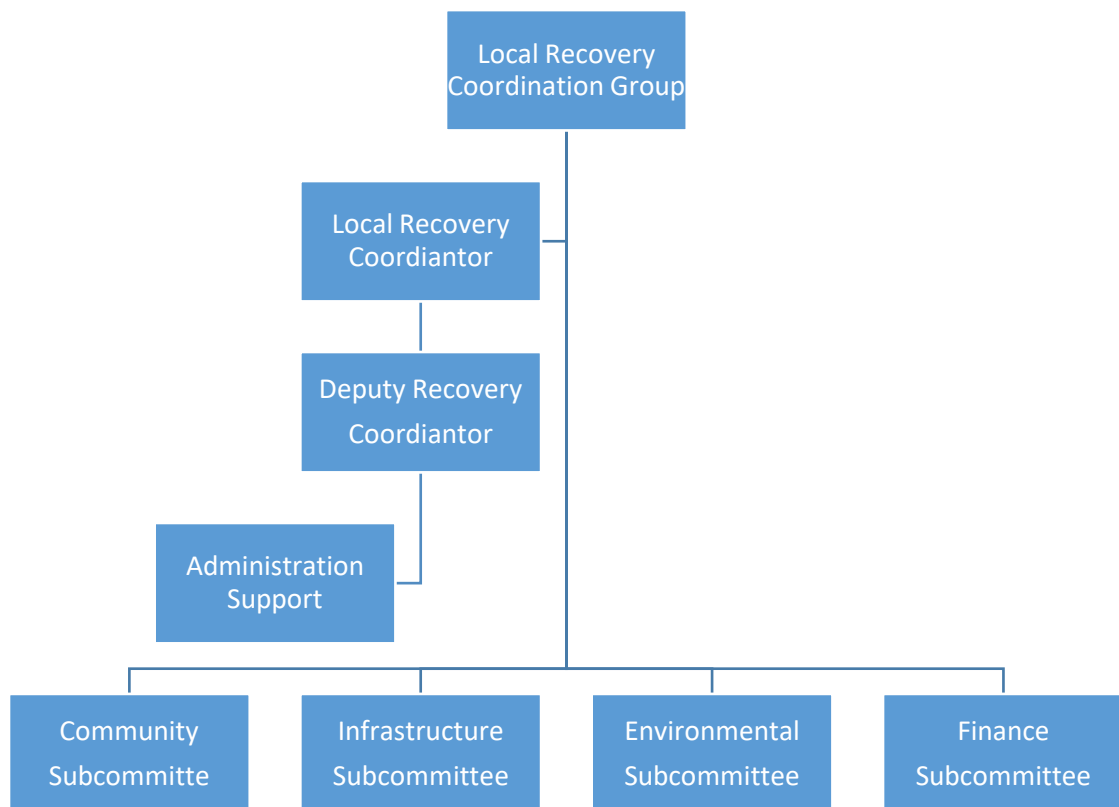 Local Recovery
Coordination Group
Local Recovery
Coordiantor
Deputy Recovery
Coordiantor
Administration
Support
Community
Subcommitte
Infrastructure
Subcommittee
Environmental
Subcommittee
Finance
Subcommittee